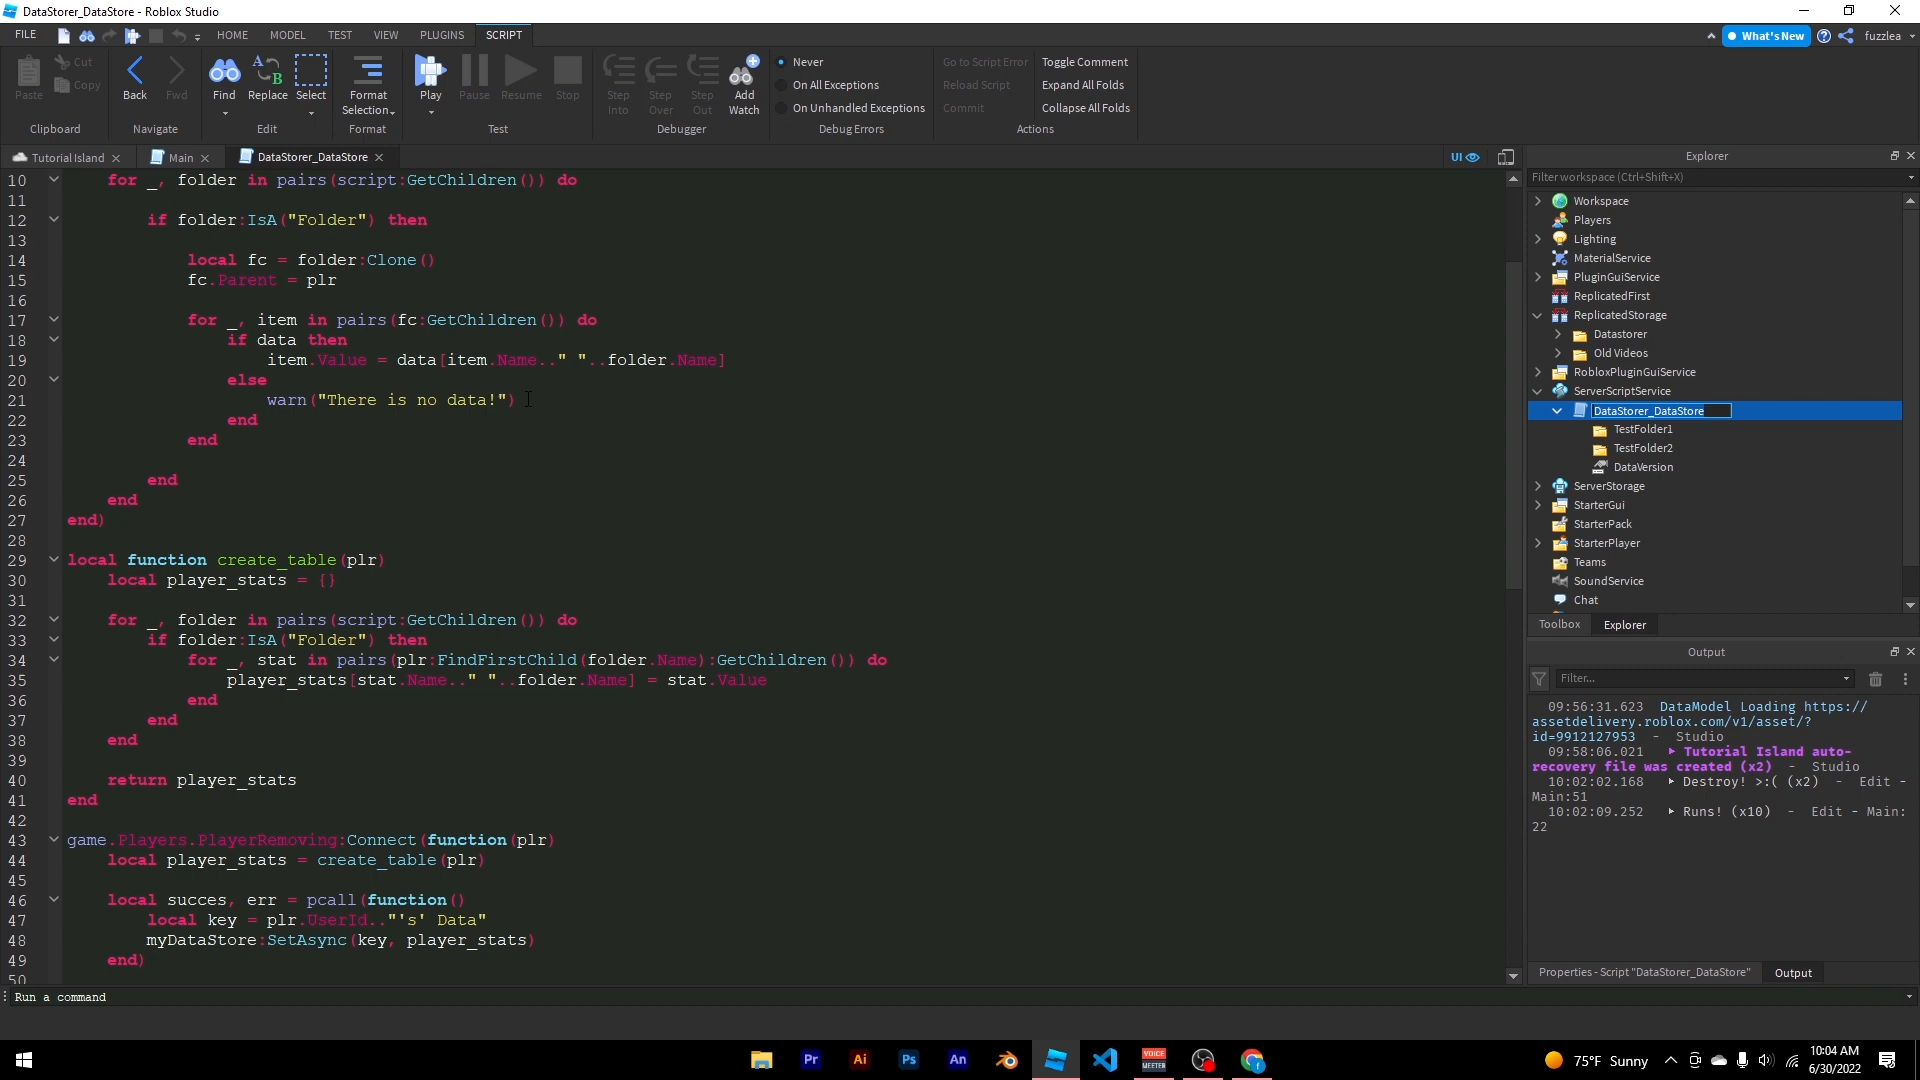 DataStorer_DataStore - Roblox Studio
FILE HOME MODEL TEST VIEW PLUGINS SCRIPT What's New fuzzlea
Paste Cut Copy
Clipboard
Back Fwd
Navigate
Find Replace Select
Edit
Format Selection
Format
Play Pause Resume Stop
Test
Step Into Step Over Step Out Add Watch
Debugger
Never
On All Exceptions
On Unhandled Exceptions
Debug Errors
Go to Script Error
Reload Script
Commit
Toggle Comment
Expand All Folds
Collapse All Folds
Actions
Tutorial Island Main DataStorer_DataStore UI
10 for _, folder in pairs(script:GetChildren()) do
11
12 if folder:IsA("Folder") then
13
14 local fc = folder:Clone()
15 fc.Parent = plr
16
17 for _, item in pairs(fc:GetChildren()) do
18 if data then
19 item.Value = data[item.Name.." "..folder.Name]
20 else
21 warn("There is no data!")
22 end
23 end
24
25 end
26 end
27 end)
28
29 local function create_table(plr)
30 local player_stats = {}
31
32 for _, folder in pairs(script:GetChildren()) do
33 if folder:IsA("Folder") then
34 for _, stat in pairs(plr:FindFirstChild(folder.Name):GetChildren()) do
35 player_stats[stat.Name.." "..folder.Name] = stat.Value
36 end
37 end
38 end
39
40 return player_stats
41 end
42
43 game.Players.PlayerRemoving:Connect(function(plr)
44 local player_stats = create_table(plr)
45
46 local succes, err = pcall(function()
47 local key = plr.UserId.."'s' Data"
48 myDataStore:SetAsync(key, player_stats)
49 end)
50
Explorer
Filter workspace (Ctrl+Shift+X)
Workspace
Players
Lighting
MaterialService
PluginGuiService
ReplicatedFirst
ReplicatedStorage
Datastorer
Old Videos
RobloxPluginGuiService
ServerScriptService
DataStorer_DataStore
TestFolder1
TestFolder2
DataVersion
ServerStorage
StarterGui
StarterPack
StarterPlayer
Teams
SoundService
Chat
Toolbox Explorer
Output
Filter...
09:56:31.623 DataModel Loading https://
assetdelivery.roblox.com/v1/asset/?
id=9912127953 - Studio
09:58:06.021 Tutorial Island auto-
recovery file was created (x2) - Studio
10:02:02.168 Destroy! >:( (x2) - Edit -
Main:51
10:02:09.252 Runs! (x10) - Edit - Main:
22
Properties - Script "DataStorer_DataStore" Output
Run a command
Pr Ai Ps An VOICE MEETER
75°F Sunny
10:04 AM
6/30/2022